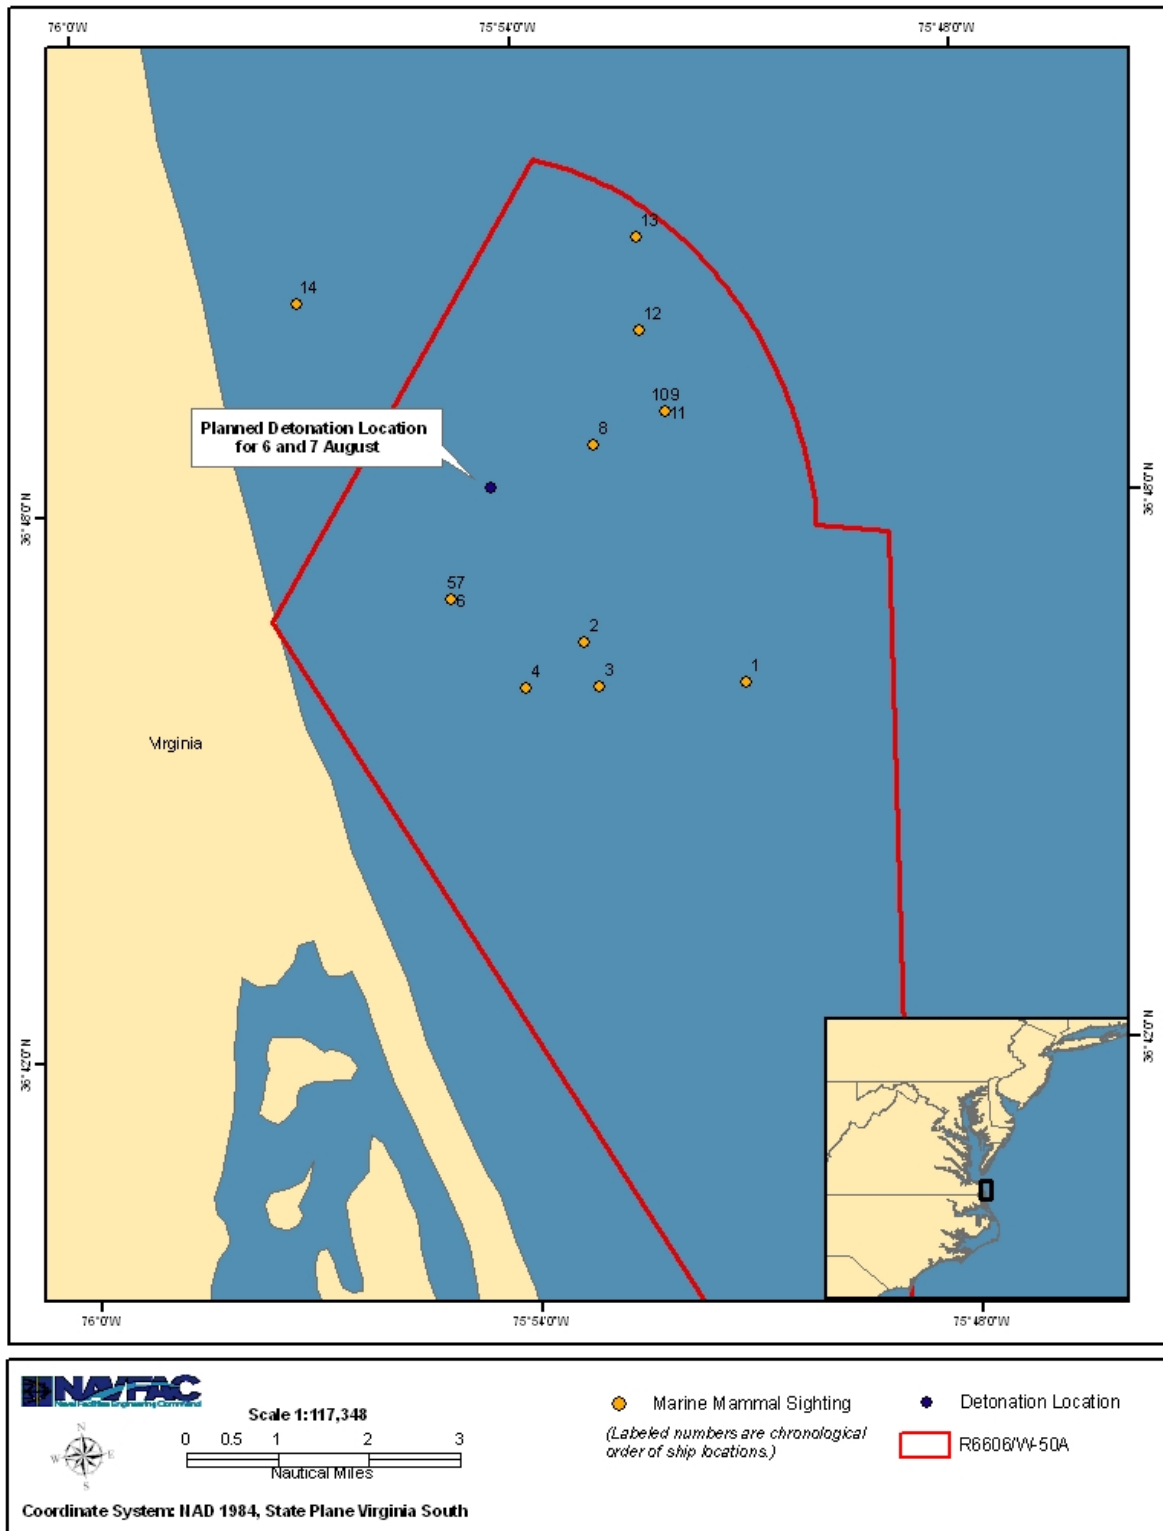 76°0'W
75°54'0'W
75°48'0'W
13
14
12
109
11
8
Planned Detonation Location
for 6 and 7 August
36°48'0'N
36°48'0'N
57
6
2
4
3
1
Virginia
36°42'0'N
36°42'0'N
76°0'W
75°54'0'W
75°48'0'W
NAVFAC
Naval Facilities Engineering Command
N
W
E
S
Scale 1:117,348
0 0.5 1 2 3
Nautical Miles
Marine Mammal Sighting
(Labeled numbers are chronological
order of ship locations.)
Detonation Location
R6606/W-50A
Coordinate System: NAD 1984, State Plane Virginia South